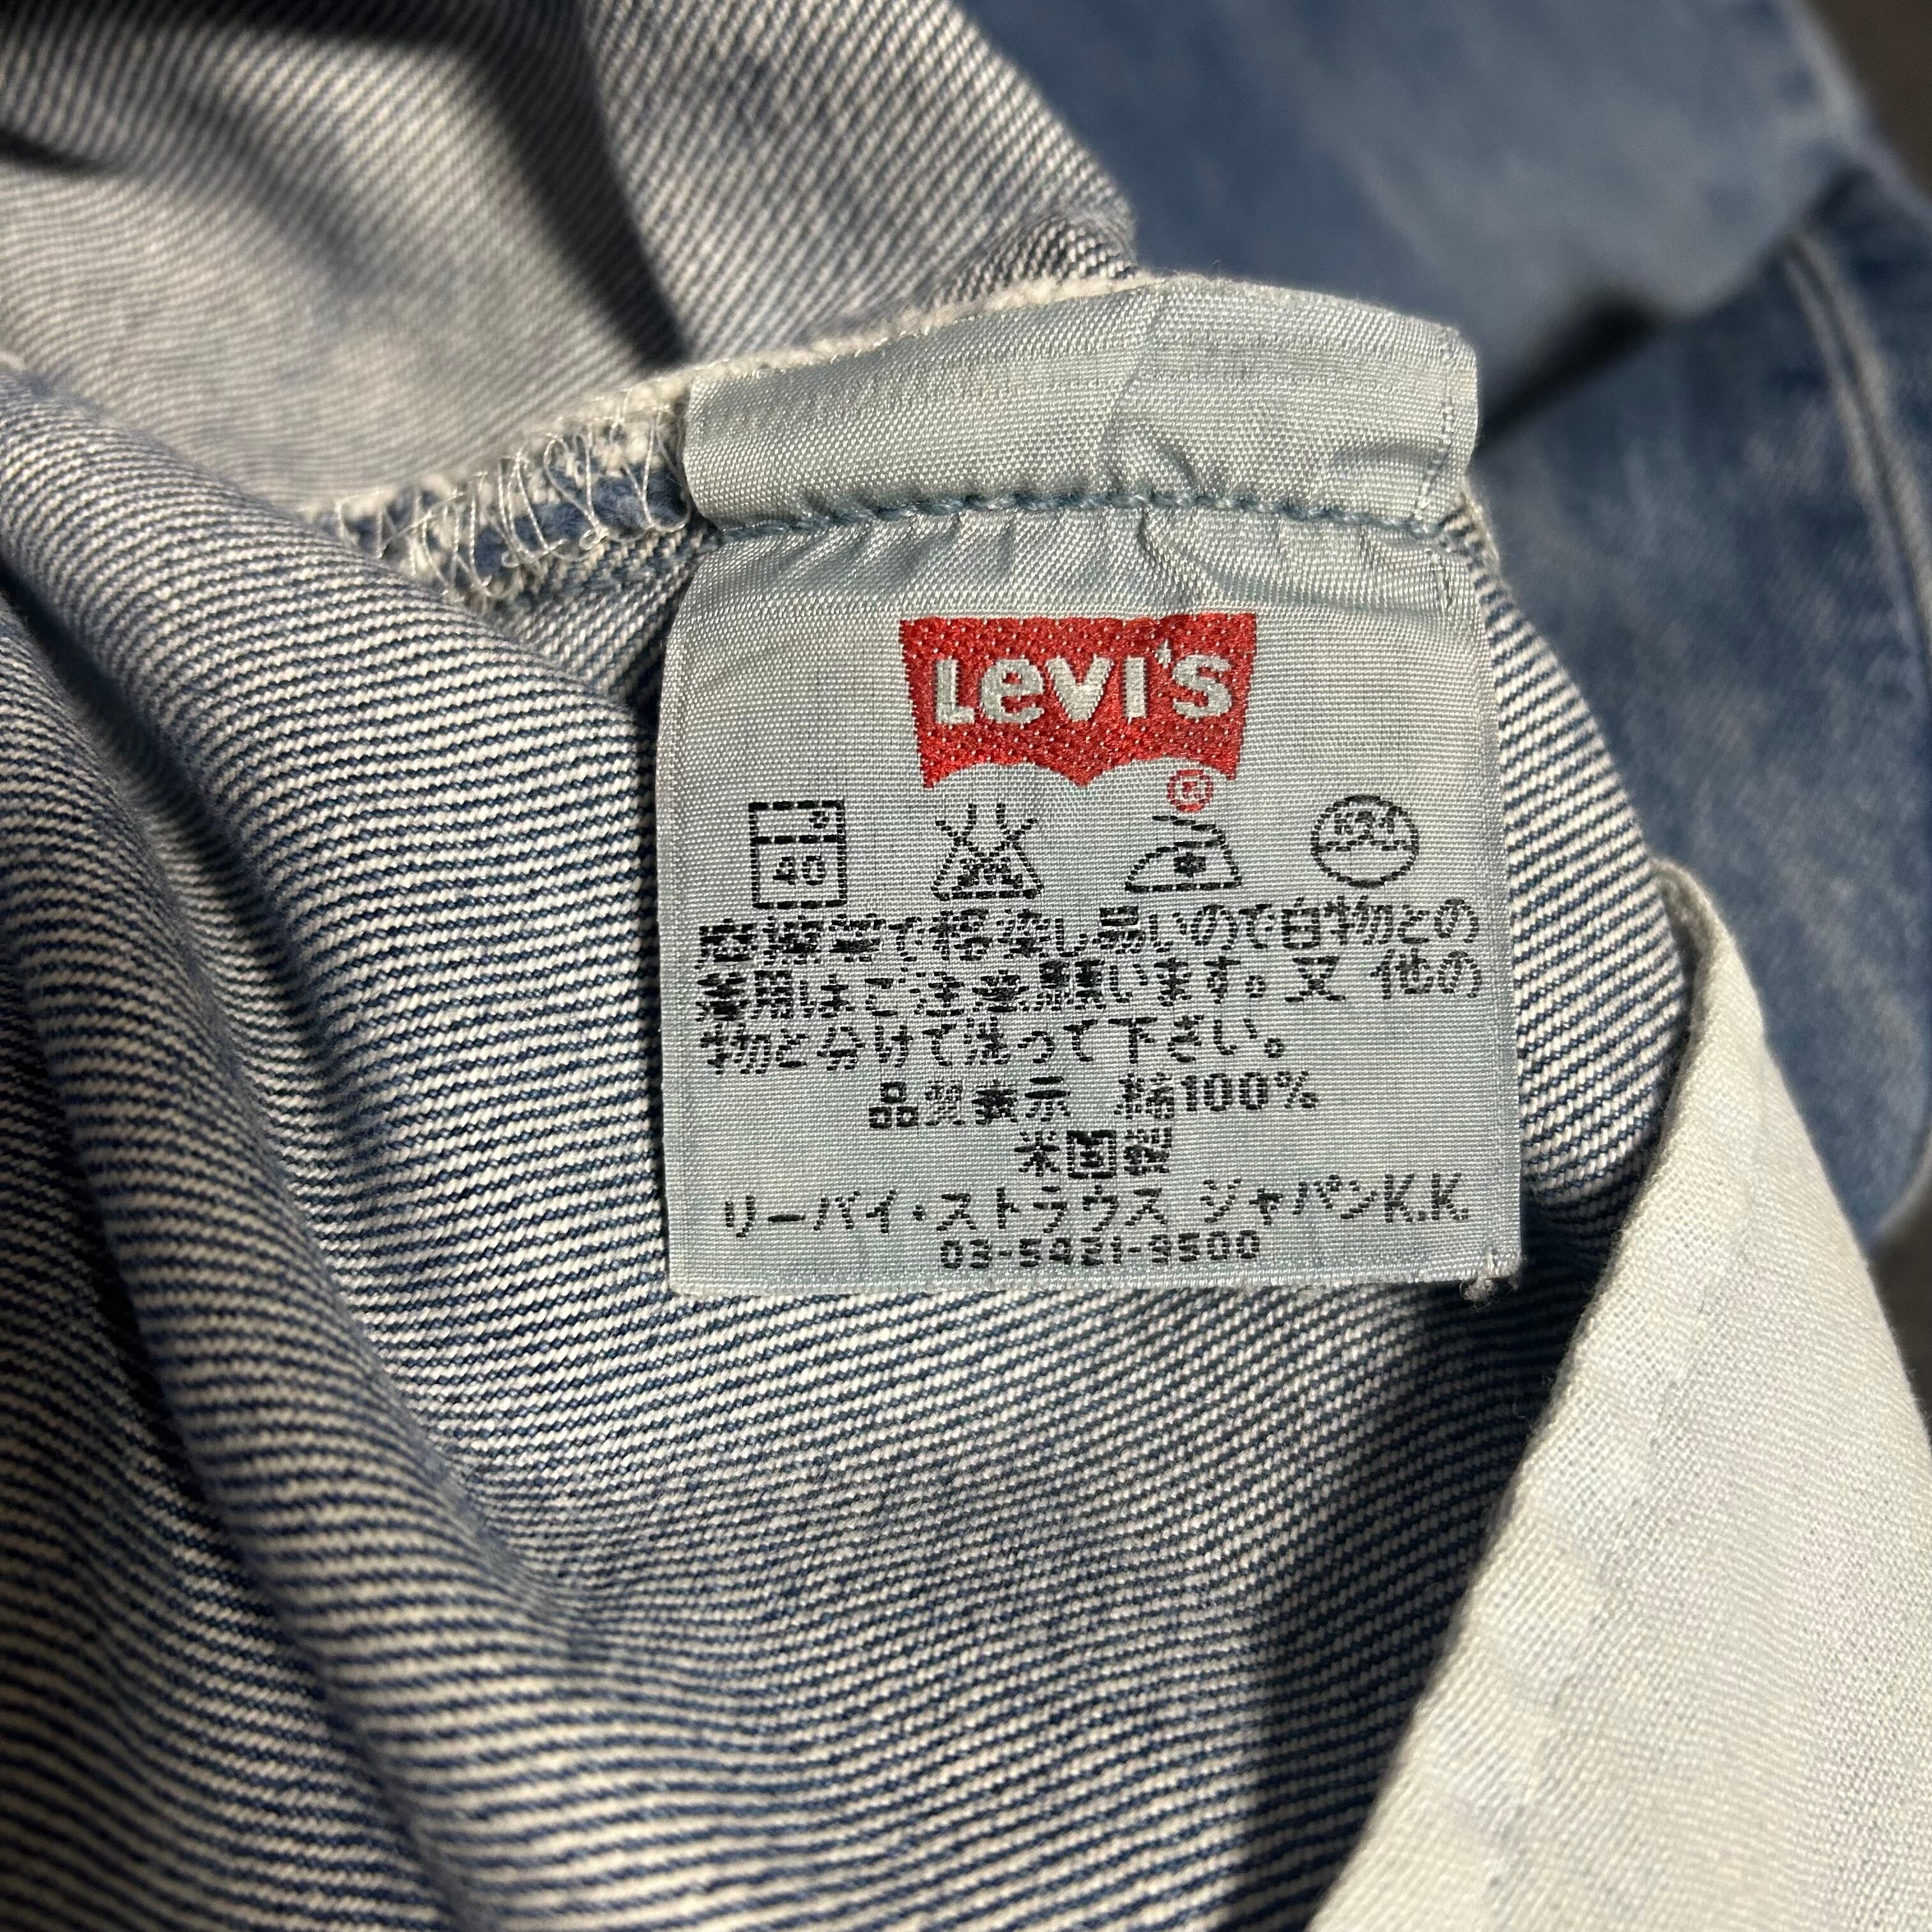 LEVI'S
®
40
摩擦等で移染し易いので白物との
着用はご注意願います。又 他の
物と分けて洗って下さい。
品質表示 綿100%
米国製
リーバイ・ストラウス ジャパンK.K.
03-5421-9500